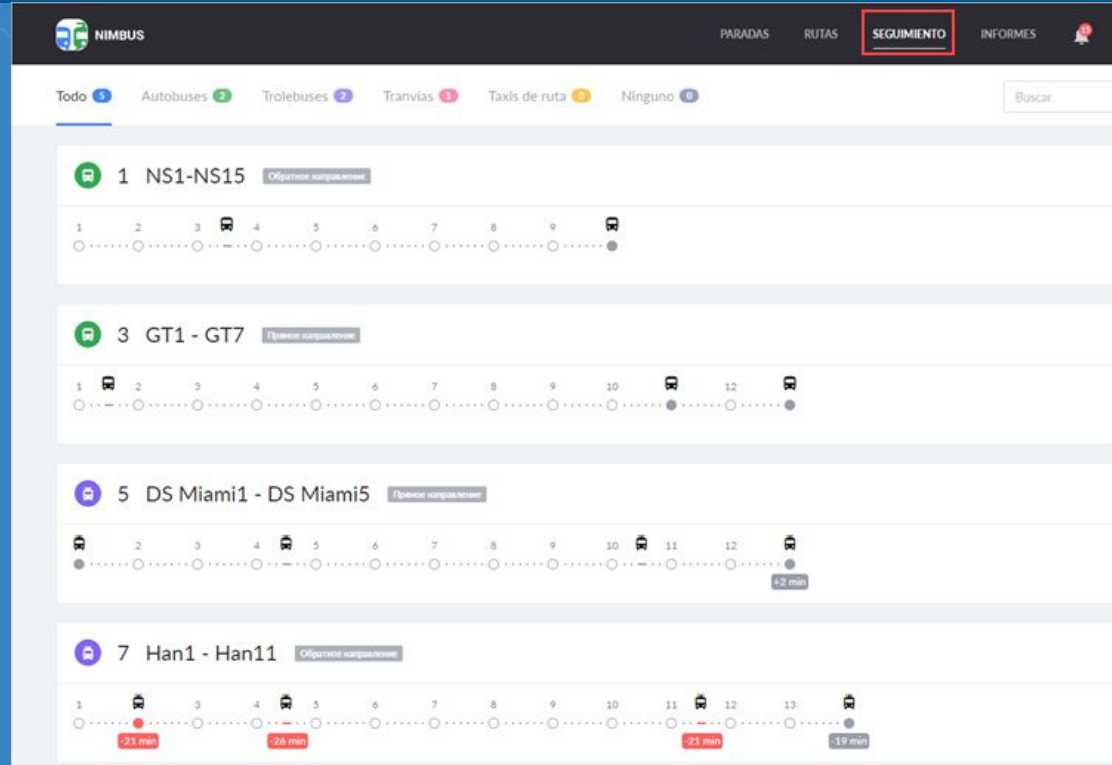 NIMBUS PARADAS RUTAS SEGUIMIENTO INFORMES 15
Todo 5 Autobuses 2 Trolebuses 2 Tranvías 1 Taxis de ruta 0 Ninguno 0 Buscar
1 NS1-NS15 Обратное направление
1 2 3 4 5 6 7 8 9
3 GT1 - GT7 Прямое направление
1 2 3 4 5 6 7 8 9 10 12
5 DS Miami1 - DS Miami5 Прямое направление
2 3 4 5 6 7 8 9 10 11 12
+2 min
7 Han1 - Han11 Обратное направление
1 3 4 5 6 7 8 9 10 11 12 13
-21 min -26 min -21 min -19 min